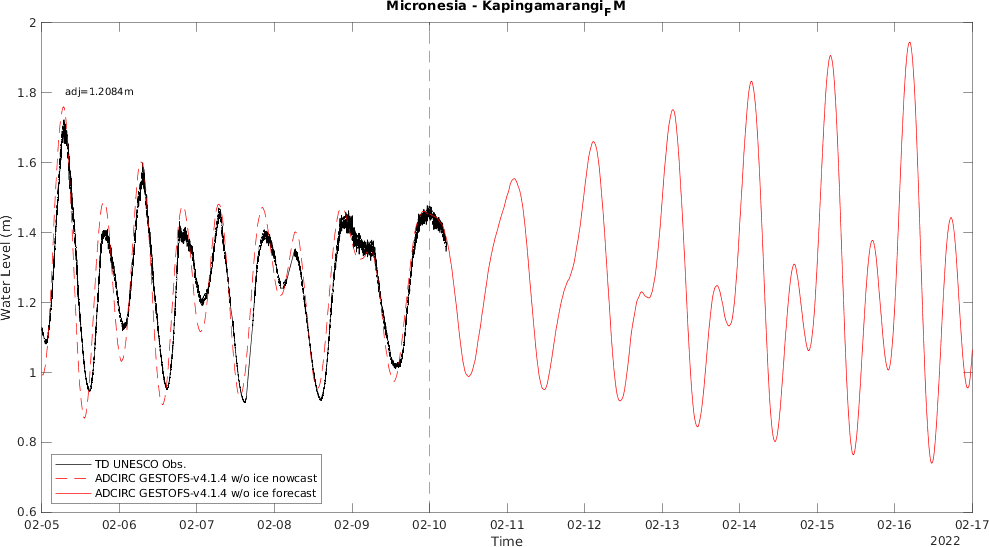 Micronesia - KapingamarangiFM
2
1.8
1.6
1.4
1.2
1
0.8
0.6
adj=1.2084m
Water Level (m)
TD UNESCO Obs.
ADCIRC GESTOFS-v4.1.4 w/o ice nowcast
ADCIRC GESTOFS-v4.1.4 w/o ice forecast
02-05 02-06 02-07 02-08 02-09 02-10 02-11 02-12 02-13 02-14 02-15 02-16 02-17
Time
2022